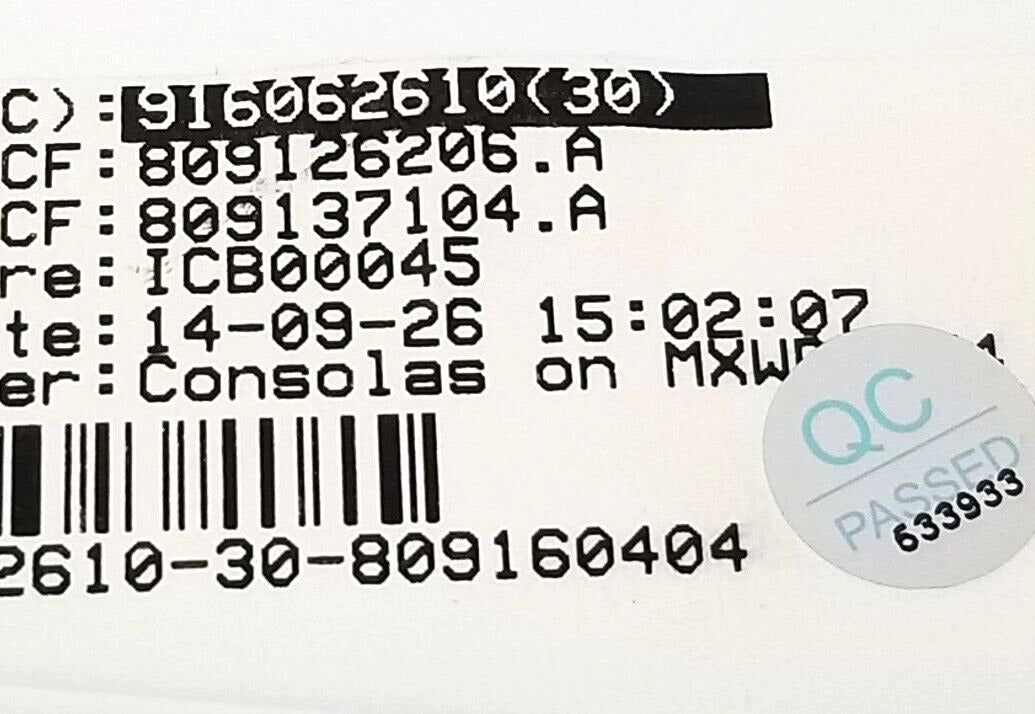 C):916062610(30)
CF:809126206.A
CF:809137104.A
re:ICB00045
te:14-09-26 15:02:07
er:Consolas on
2610-30-809160404
QC
PASSED
633933